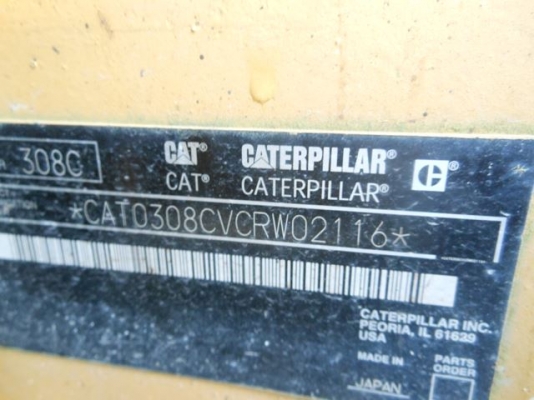 308C CAT® CATERPILLAR®
CAT® CATERPILLAR® C
*CAT0308CVCRW02116*
CATERPILLAR INC.
PEORIA, IL 61629
USA
MADE IN PARTS
ORDER
JAPAN